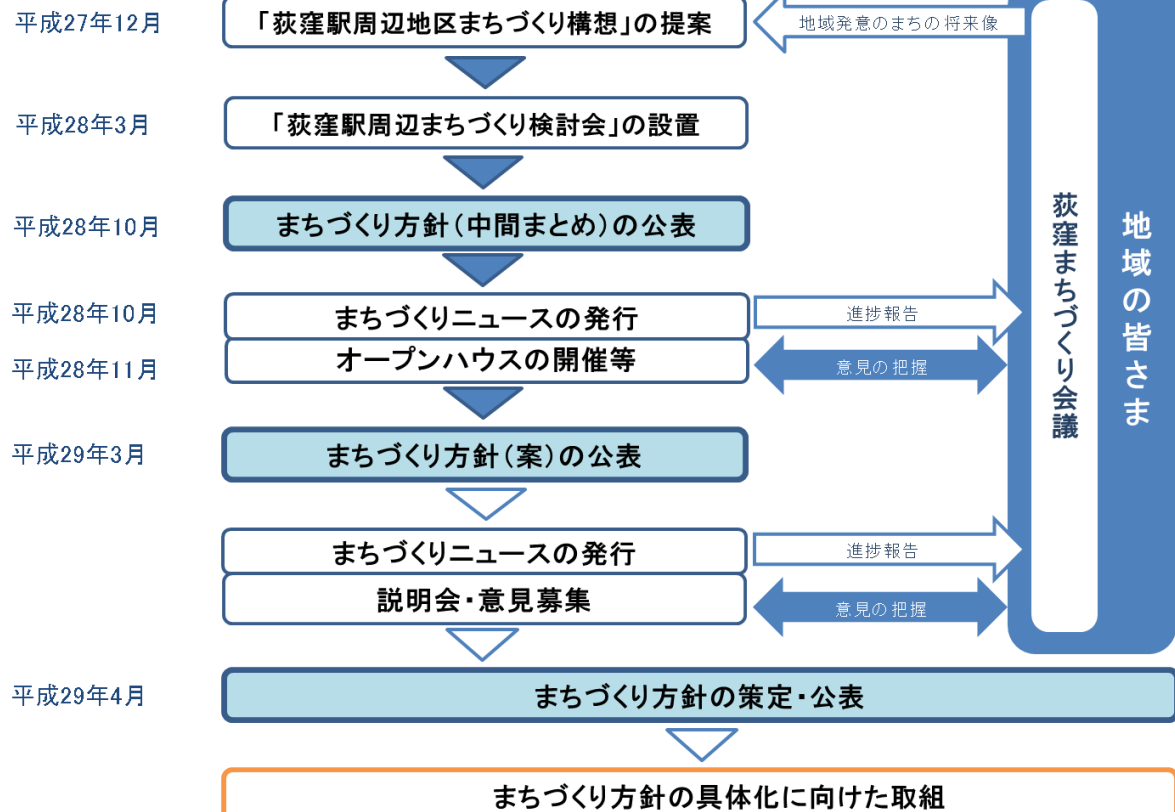 平成27年12月
「荻窪駅周辺地区まちづくり構想」の提案
地域発意のまちの将来像
平成28年3月
「荻窪駅周辺まちづくり検討会」の設置
平成28年10月
まちづくり方針(中間まとめ)の公表
平成28年10月
まちづくりニュースの発行
進捗報告
平成28年11月
オープンハウスの開催等
意見の把握
平成29年3月
まちづくり方針(案)の公表
まちづくりニュースの発行
進捗報告
説明会・意見募集
意見の把握
荻窪まちづくり会議
地域の皆さま
平成29年4月
まちづくり方針の策定・公表
まちづくり方針の具体化に向けた取組